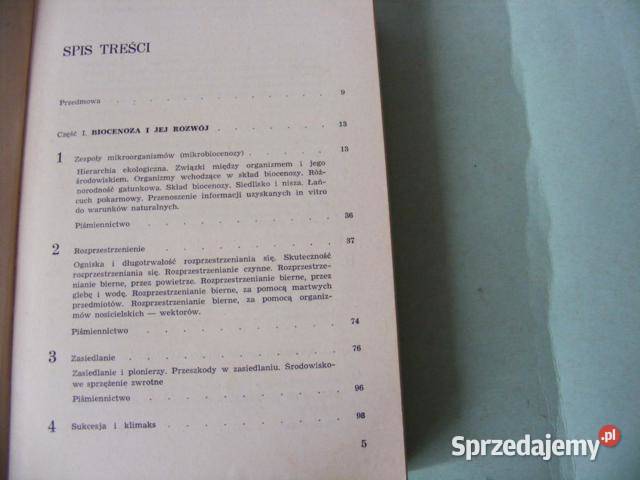 SPIS TREŚCI
Przedmowa . . . . . . . . . . . 9
Część I. BIOCENOZA I JEJ ROZWÓJ . . . . . . . 13
1 Zespoły mikroorganizmów (mikrobiocenozy) . . . . . . 13
Hierarchia ekologiczna. Związki między organizmem i jego
środowiskiem. Organizmy wchodzące w skład biocenozy. Róż-
norodność gatunkowa. Skład biocenozy. Siedlisko i nisza. Łań-
cuch pokarmowy. Przenoszenie informacji uzyskanych in vitro
do warunków naturalnych.
Piśmiennictwo . . . . . . . . . . 36
2 Rozprzestrzenienie . . . . . . . . . . 37
Ogniska i długotrwałość rozprzestrzeniania się. Skuteczność
rozprzestrzeniania się. Rozprzestrzenianie czynne. Rozprzestrze-
nianie bierne, przez powietrze. Rozprzestrzenianie bierne, przez
glebę i wodę. Rozprzestrzenianie bierne, za pomocą martwych
przedmiotów. Rozprzestrzenianie bierne, za pomocą organiz-
mów nosicielskich — wektorów.
Piśmiennictwo . . . . . . . . . . 74
3 Zasiedlanie . . . . . . . . . . . 76
Zasiedlanie i pionierzy. Przeszkody w zasiedlaniu. Środowisko-
we sprzężenie zwrotne
Piśmiennictwo . . . . . . . . . . 96
4 Sukcesja i klimaks . . . . . . . . . . 98
5
Sprzedajemy.pl